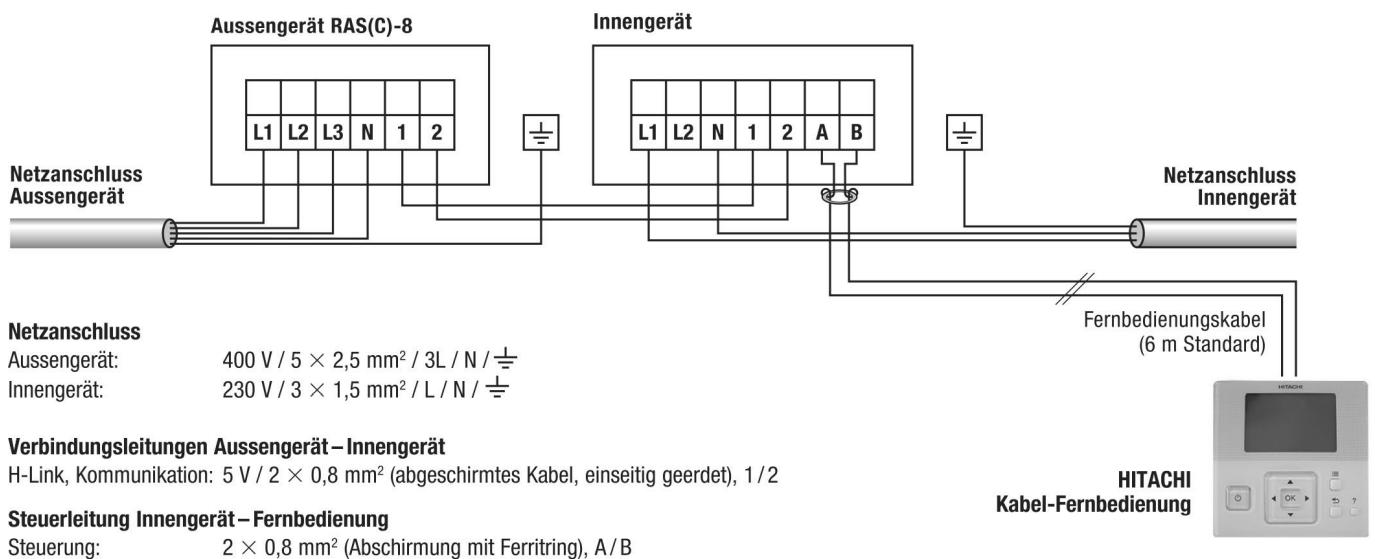 Aussengerät RAS(C)-8
Innengerät
L1 L2 L3 N 1 2
L1 L2 N 1 2 A B
Netzanschluss
Aussengerät
Netzanschluss
Innengerät
Fernbedienungskabel
(6 m Standard)
Netzanschluss
Aussengerät: 400 V / 5 × 2,5 mm² / 3L / N / ⏚
Innengerät: 230 V / 3 × 1,5 mm² / L / N / ⏚
Verbindungsleitungen Aussengerät – Innengerät
H-Link, Kommunikation: 5 V / 2 × 0,8 mm² (abgeschirmtes Kabel, einseitig geerdet), 1 / 2
Steuerleitung Innengerät – Fernbedienung
Steuerung: 2 × 0,8 mm² (Abschirmung mit Ferritring), A / B
HITACHI
Kabel-Fernbedienung
HITACHI
OK
?